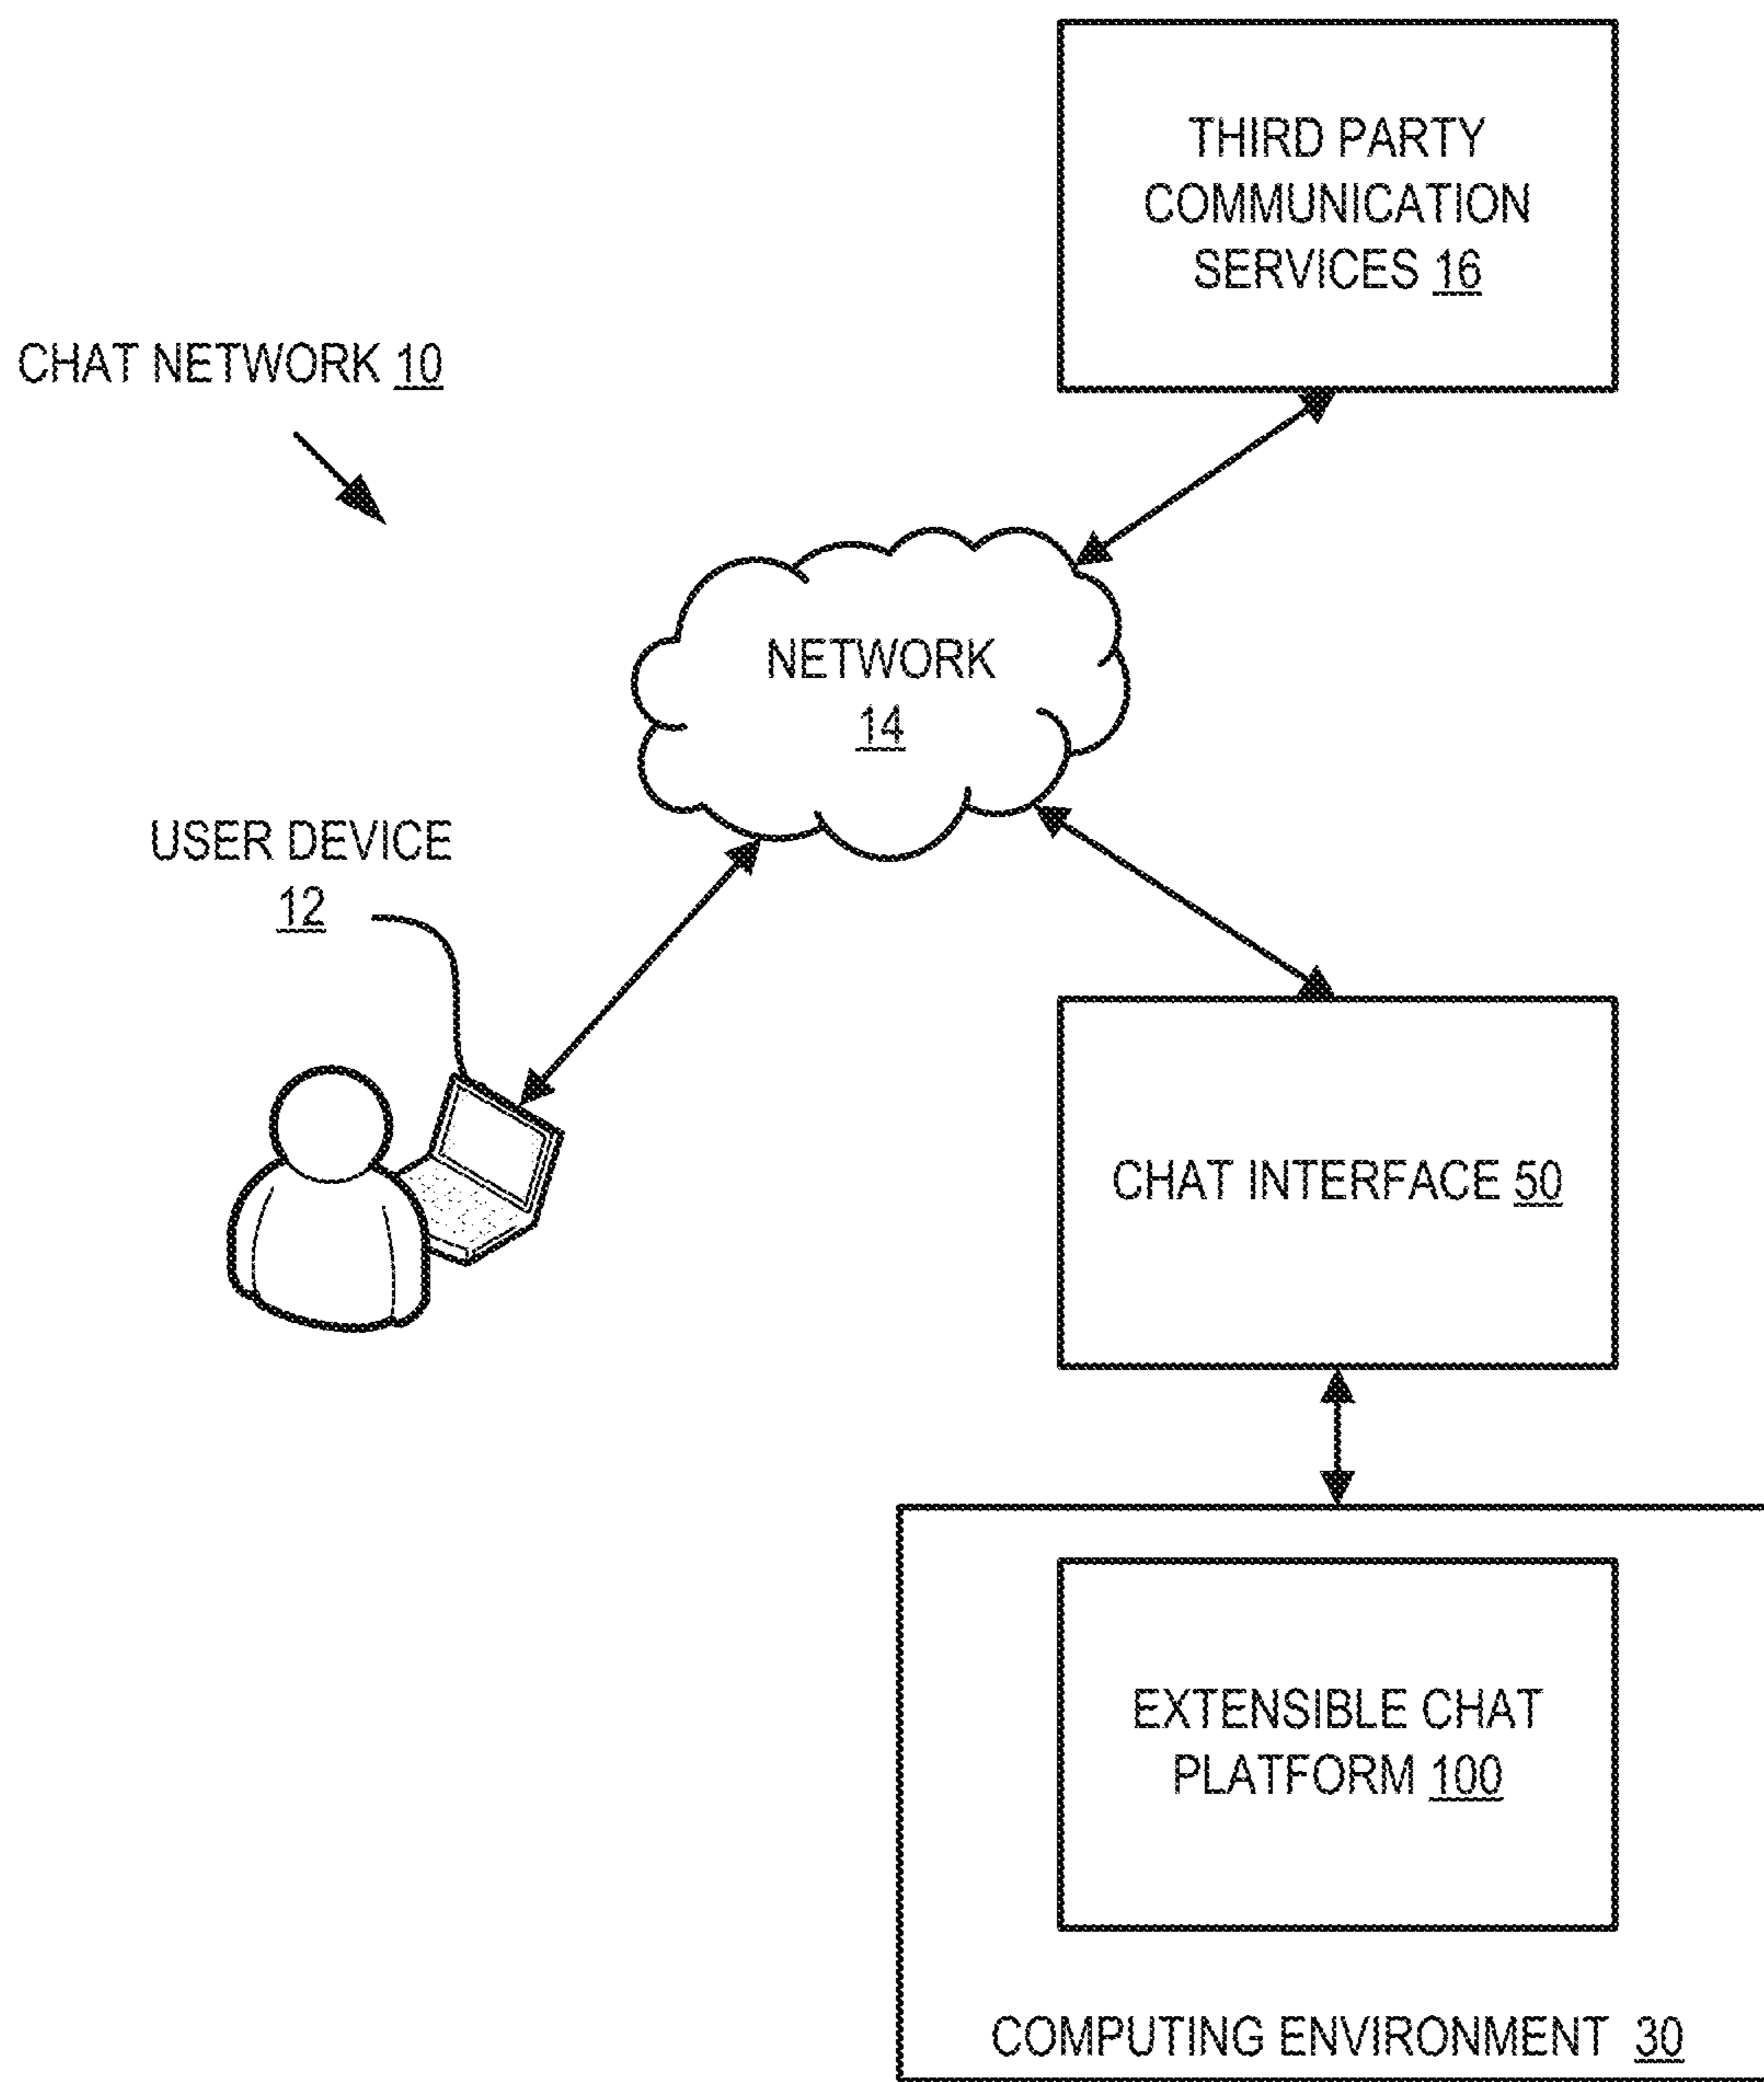 THIRD PARTY
COMMUNICATION
SERVICES 16
CHAT NETWORK 10
NETWORK
14
USER DEVICE
12
CHAT INTERFACE 50
EXTENSIBLE CHAT
PLATFORM 100
COMPUTING ENVIRONMENT 30